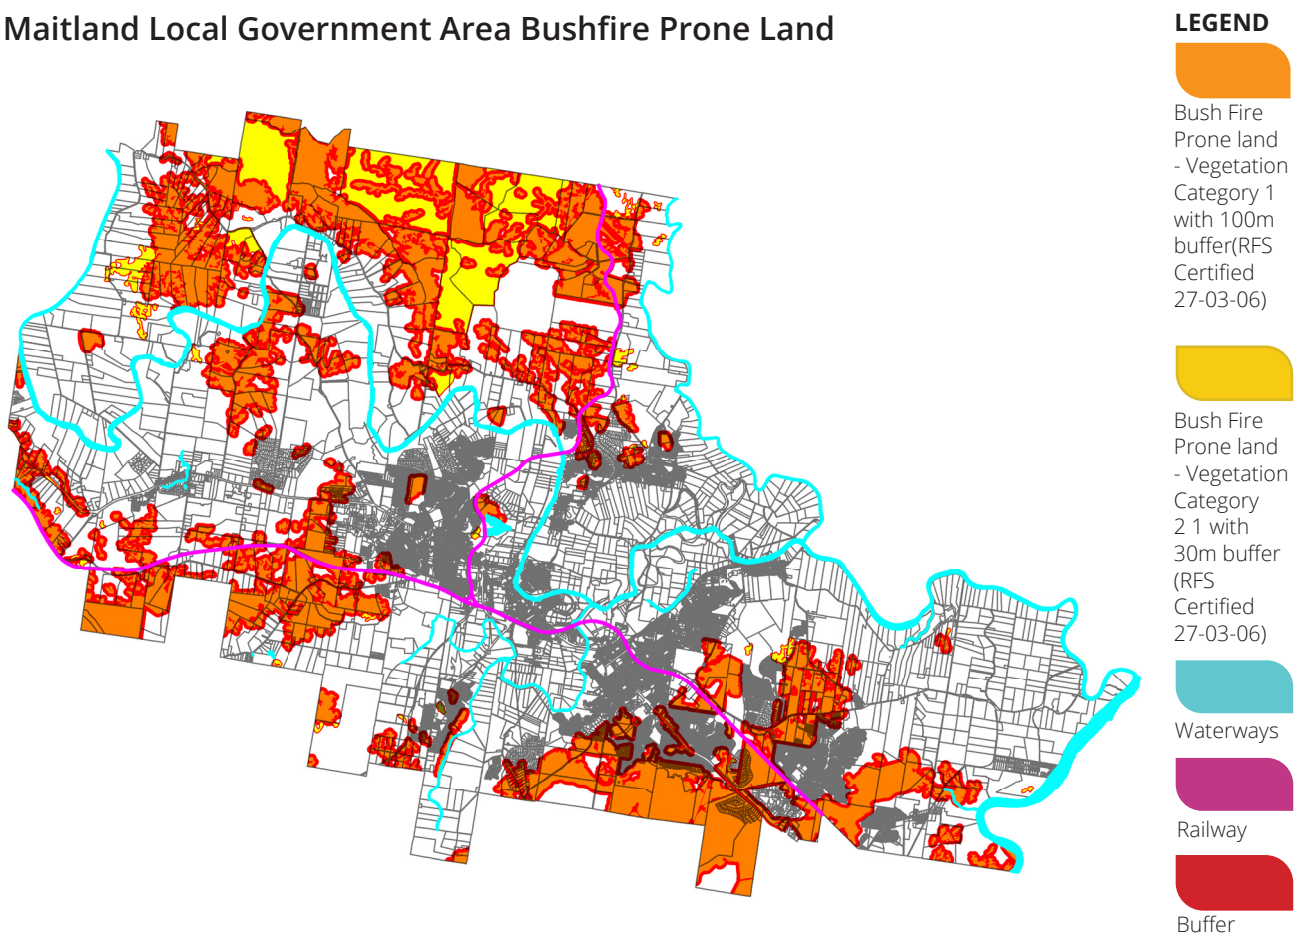 Maitland Local Government Area Bushfire Prone Land
LEGEND
Bush Fire
Prone land
- Vegetation
Category 1
with 100m
buffer(RFS
Certified
27-03-06)
Bush Fire
Prone land
- Vegetation
Category
2 1 with
30m buffer
(RFS
Certified
27-03-06)
Waterways
Railway
Buffer